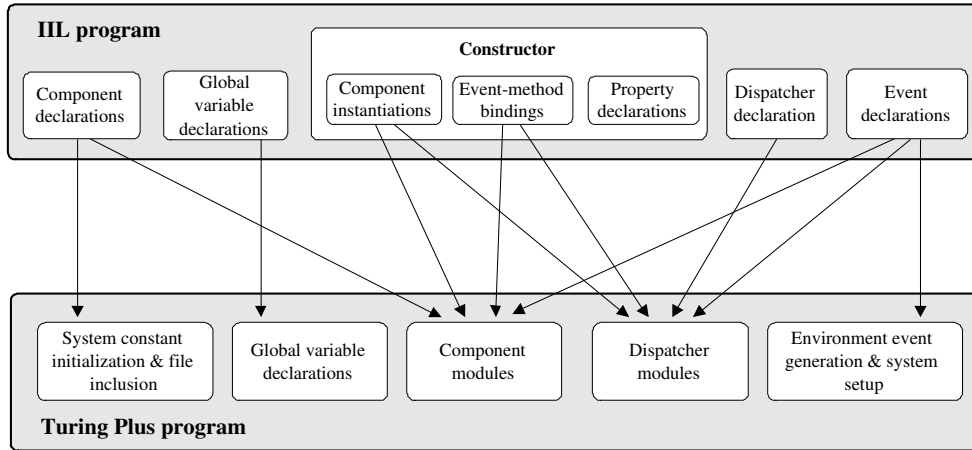 IIL program
Constructor
Component
declarations
Global
variable
declarations
Component
instantiations
Event-method
bindings
Property
declarations
Dispatcher
declaration
Event
declarations
System constant
initialization & file
inclusion
Global variable
declarations
Component
modules
Dispatcher
modules
Environment event
generation & system
setup
Turing Plus program